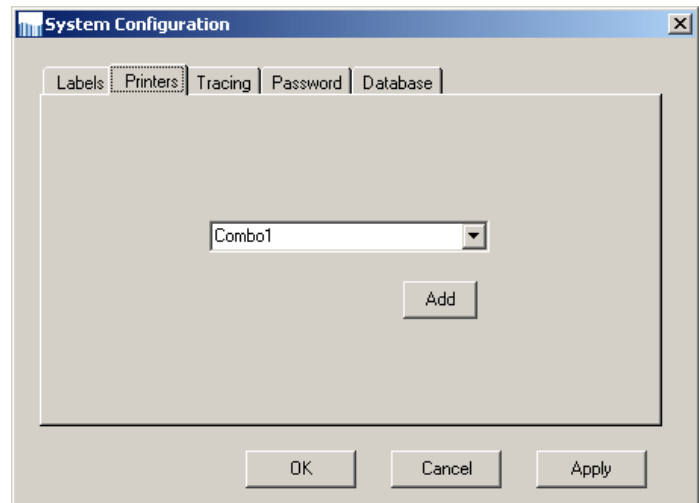 System Configuration
Labels Printers Tracing Password Database
Combo1
Add
OK Cancel Apply